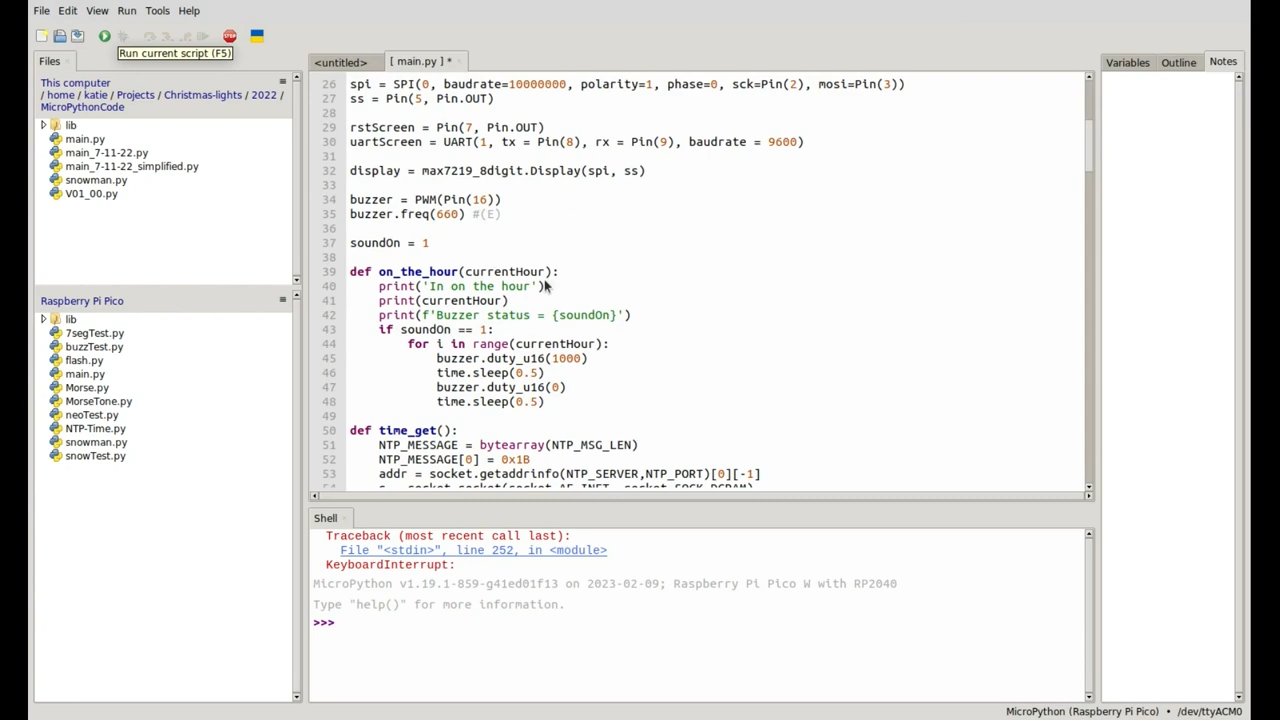 File Edit View Run Tools Help
STOP
Run current script (F5)
Files
This computer
/ home / katie / Projects / Christmas-lights / 2022 /
MicroPythonCode
lib
main.py
main_7-11-22.py
main_7-11-22_simplified.py
snowman.py
V01_00.py
Raspberry Pi Pico
lib
7segTest.py
buzzTest.py
flash.py
main.py
Morse.py
MorseTone.py
neoTest.py
NTP-Time.py
snowman.py
snowTest.py
<untitled> [ main.py ] *
26 spi = SPI(0, baudrate=10000000, polarity=1, phase=0, sck=Pin(2), mosi=Pin(3))
27 ss = Pin(5, Pin.OUT)
28
29 rstScreen = Pin(7, Pin.OUT)
30 uartScreen = UART(1, tx = Pin(8), rx = Pin(9), baudrate = 9600)
31
32 display = max7219_8digit.Display(spi, ss)
33
34 buzzer = PWM(Pin(16))
35 buzzer.freq(660) #(E)
36
37 soundOn = 1
38
39 def on_the_hour(currentHour):
40 print('In on the hour')
41 print(currentHour)
42 print(f'Buzzer status = {soundOn}')
43 if soundOn == 1:
44 for i in range(currentHour):
45 buzzer.duty_u16(1000)
46 time.sleep(0.5)
47 buzzer.duty_u16(0)
48 time.sleep(0.5)
49
50 def time_get():
51 NTP_MESSAGE = bytearray(NTP_MSG_LEN)
52 NTP_MESSAGE[0] = 0x1B
53 addr = socket.getaddrinfo(NTP_SERVER,NTP_PORT)[0][-1]
Shell
Traceback (most recent call last):
File "<stdin>", line 252, in <module>
KeyboardInterrupt:
MicroPython v1.19.1-859-g41ed01f13 on 2023-02-09; Raspberry Pi Pico W with RP2040
Type "help()" for more information.
>>>
Variables Outline Notes
MicroPython (Raspberry Pi Pico) • /dev/ttyACM0